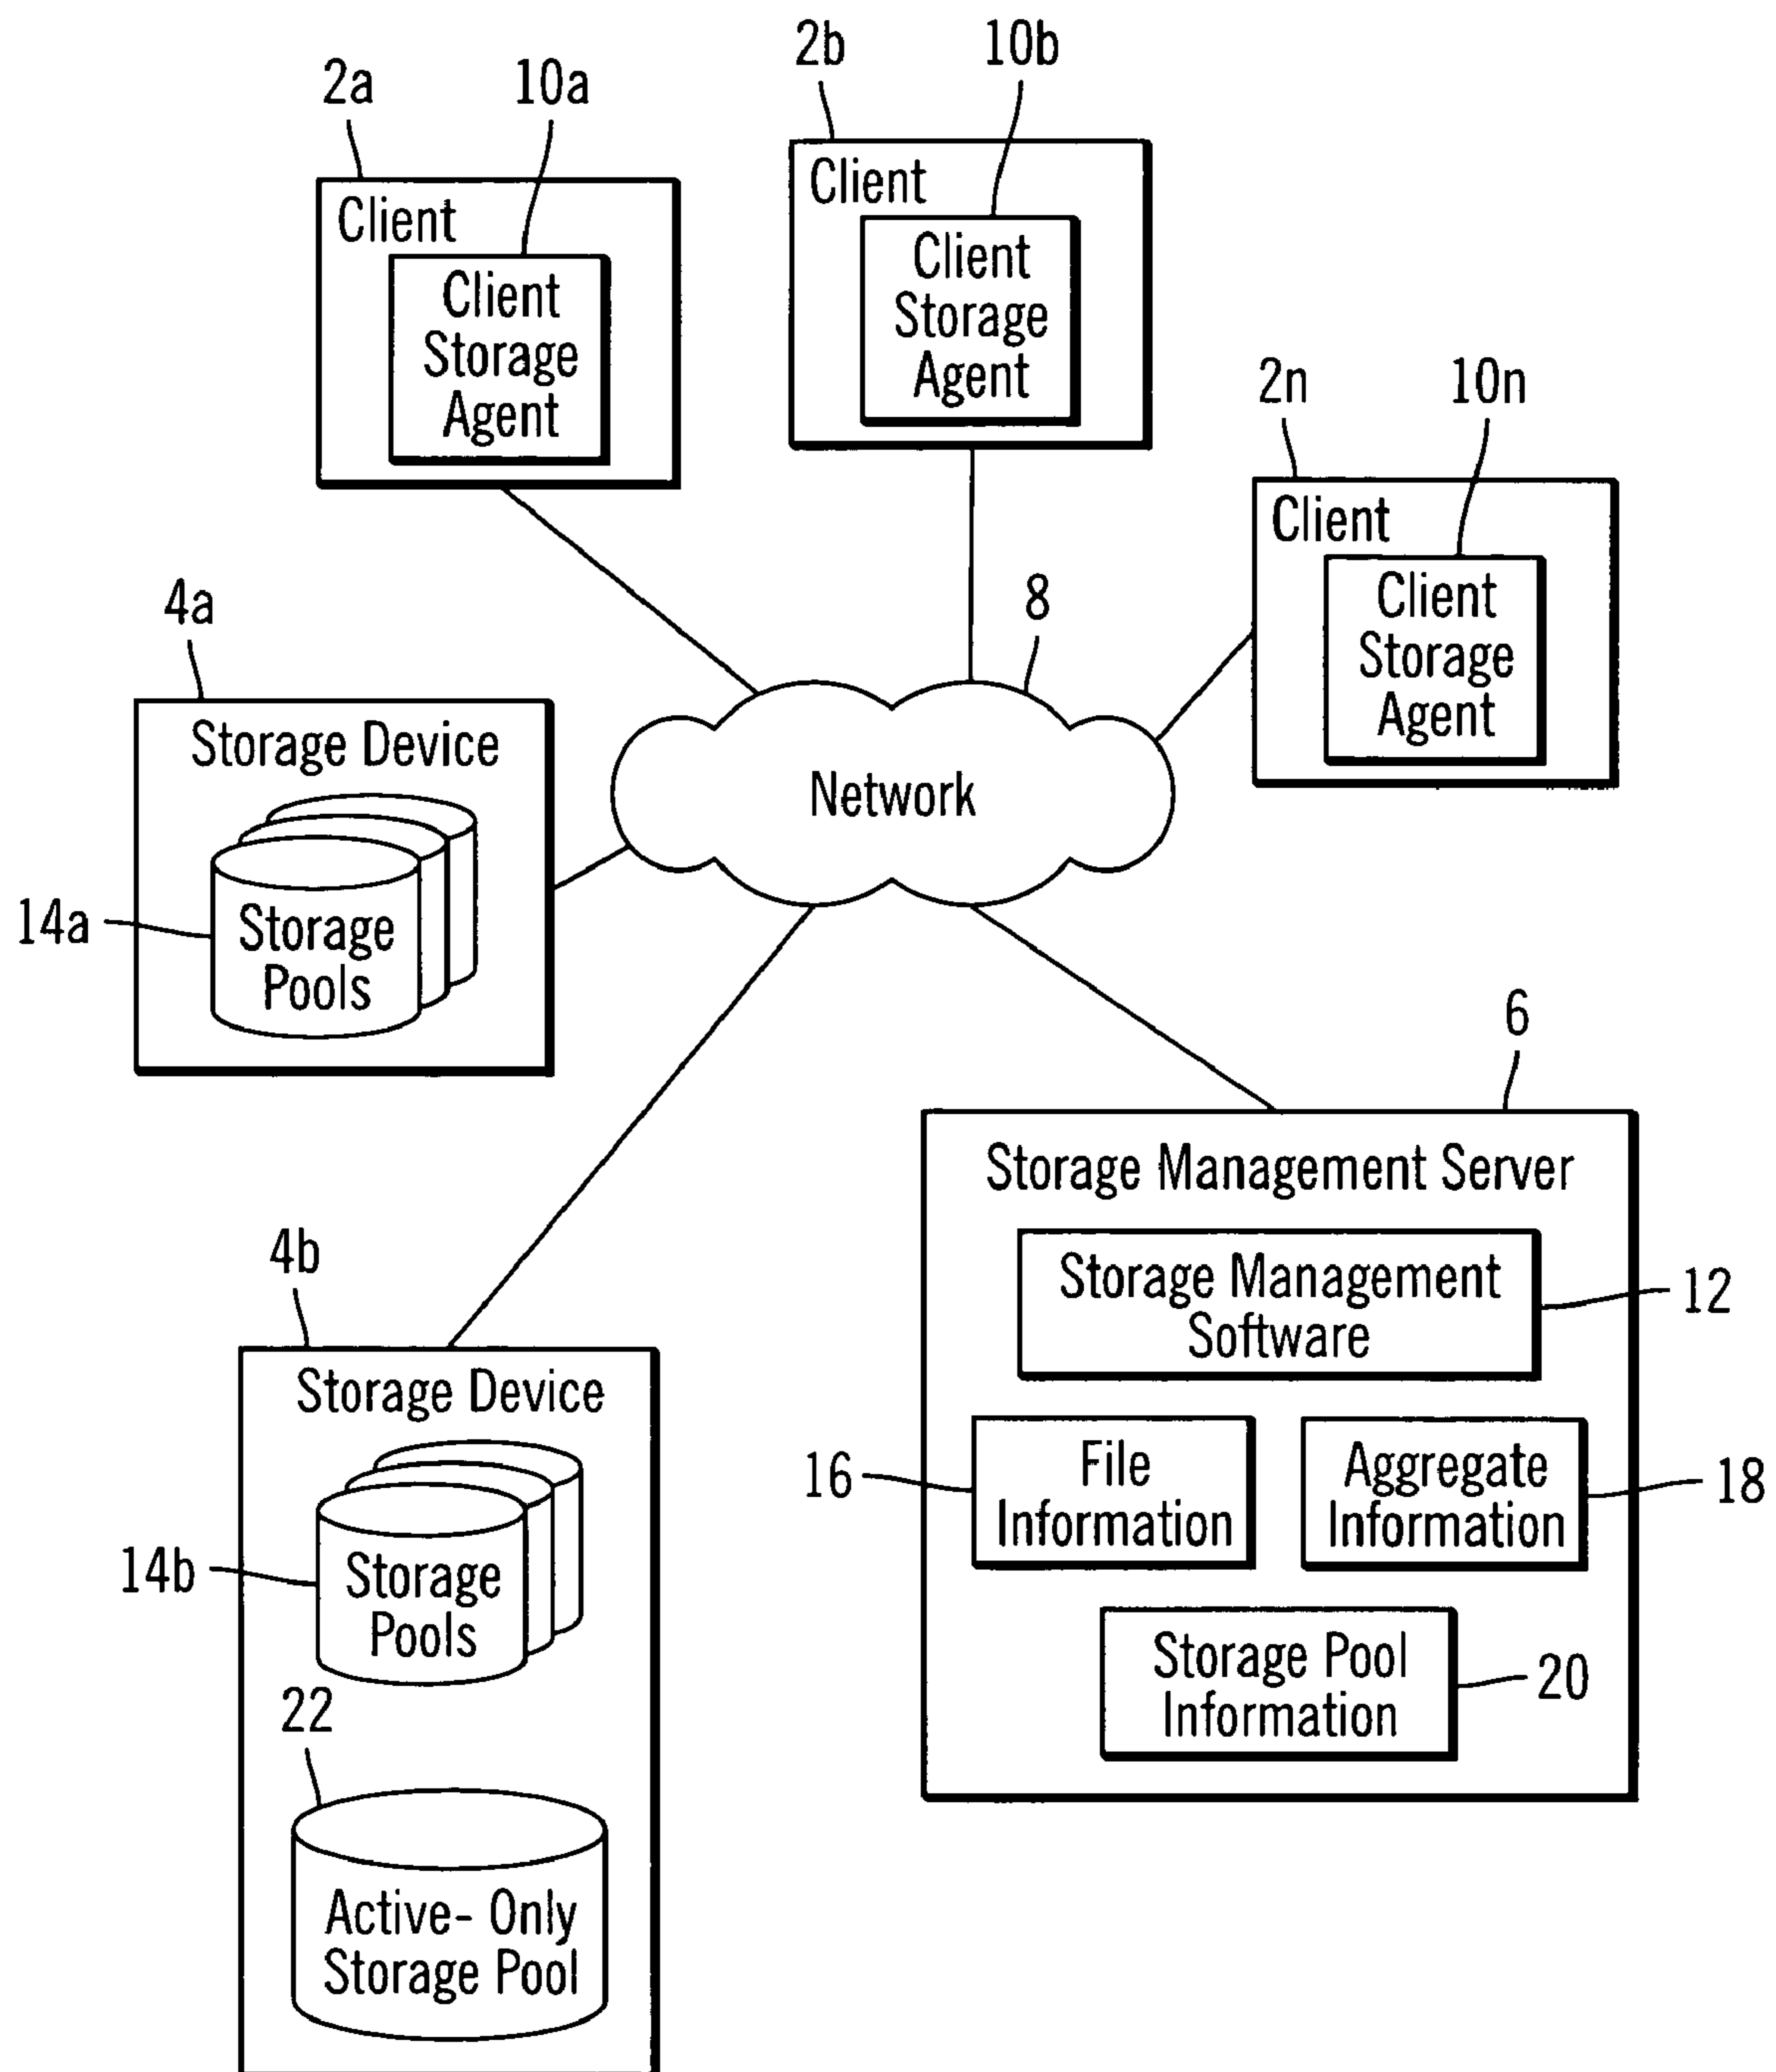 2a
10a
Client
Client
Storage
Agent
2b
10b
Client
Client
Storage
Agent
2n
10n
Client
Client
Storage
Agent
4a
Storage Device
14a
Storage
Pools
8
Network
6
Storage Management Server
Storage Management
Software
12
16
File
Information
Aggregate
Information
18
Storage Pool
Information
20
4b
Storage Device
14b
Storage
Pools
22
Active- Only
Storage Pool